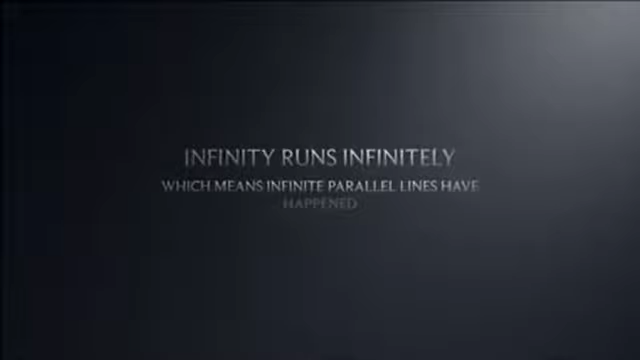 INFINITY RUNS INFINITELY
WHICH MEANS INFINITE PARALLEL LINES HAVE
HAPPENED